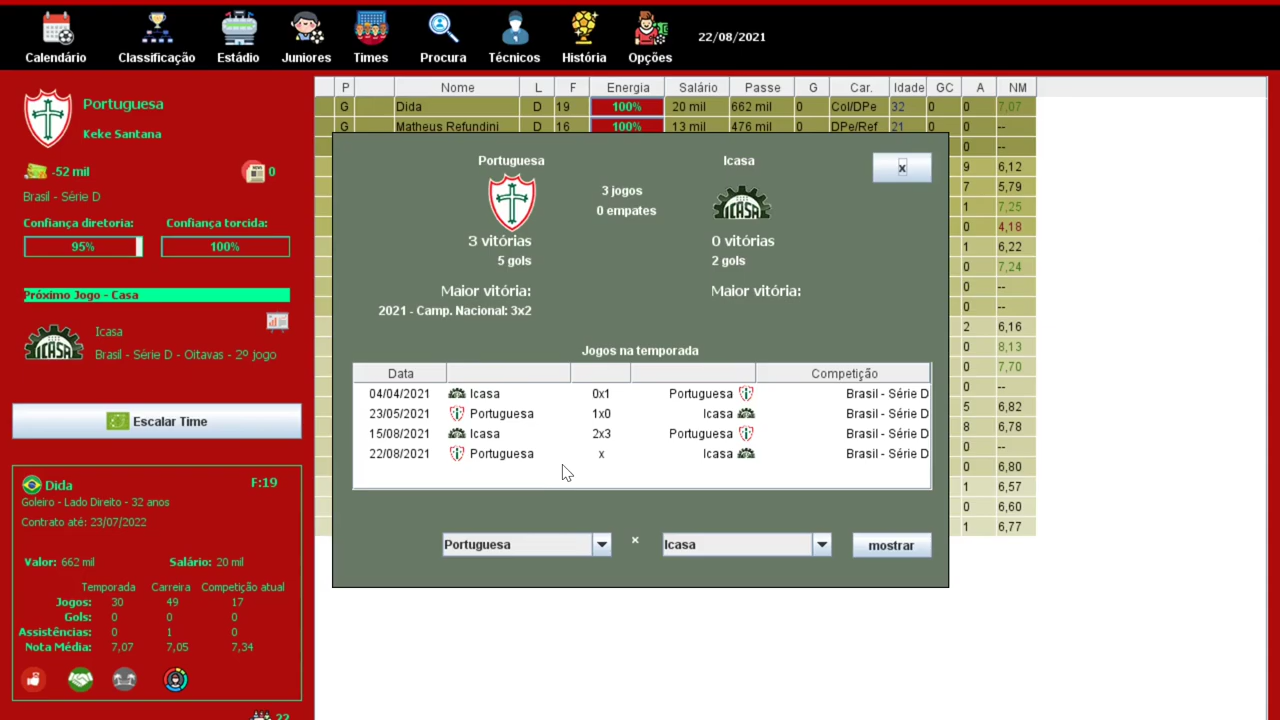 Calendário Classificação Estádio Juniores Times Procura Técnicos História Opções 22/08/2021
Portuguesa
Keke Santana
-52 mil 0
Brasil - Série D
Confiança diretoria: Confiança torcida:
95% 100%
Próximo Jogo - Casa
Icasa
Brasil - Série D - Oitavas - 2º jogo
Escalar Time
Dida F:19
Goleiro - Lado Direito - 32 anos
Contrato até: 23/07/2022
Valor: 662 mil Salário: 20 mil
Temporada Carreira Competição atual
Jogos: 30 49 17
Gols: 0 0 0
Assistências: 0 1 0
Nota Média: 7,07 7,05 7,34
P Nome L F Energia Salário Passe G Car. Idade GC A NM
G Dida D 19 100% 20 mil 662 mil 0 Col/DPe 32 0 0 7,07
G Matheus Refundini D 16 100% 13 mil 476 mil 0 DPe/Ref 21 0 0 --
0 --
9 6,12
7 5,79
1 7,25
0 4,18
1 6,22
0 7,24
0 --
0 --
2 6,16
0 8,13
0 7,70
0 --
5 6,82
8 6,78
0 --
0 6,80
1 6,57
0 6,60
1 6,77
Portuguesa Icasa x
3 jogos
0 empates
ICASA
3 vitórias 0 vitórias
5 gols 2 gols
Maior vitória: Maior vitória:
2021 - Camp. Nacional: 3x2
Jogos na temporada
Data Competição
04/04/2021 Icasa 0x1 Portuguesa Brasil - Série D
23/05/2021 Portuguesa 1x0 Icasa Brasil - Série D
15/08/2021 Icasa 2x3 Portuguesa Brasil - Série D
22/08/2021 Portuguesa x Icasa Brasil - Série D
Portuguesa × Icasa mostrar